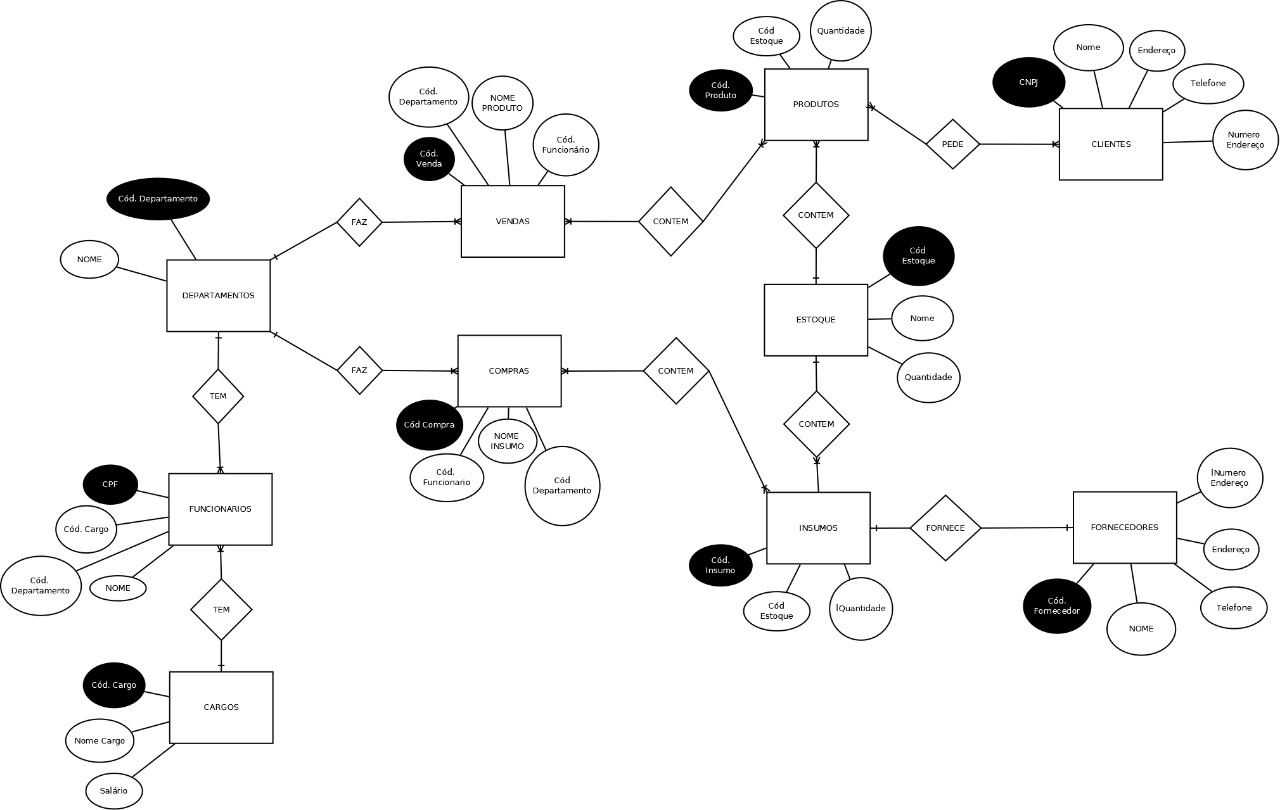 Cód
Estoque
Quantidade
Cód.
Produto
PRODUTOS
Nome
Endereço
CNPJ
Telefone
Numero
Endereço
CLIENTES
PEDE
Cód.
Departamento
NOME
PRODUTO
Cód.
Funcionário
Cód.
Venda
VENDAS
FAZ
CONTEM
CONTEM
Cód. Departamento
NOME
DEPARTAMENTOS
Cód
Estoque
Nome
Quantidade
ESTOQUE
FAZ
COMPRAS
CONTEM
Cód Compra
NOME
INSUMO
Cód.
Funcionario
Cód
Departamento
CONTEM
TEM
CPF
Cód. Cargo
Cód.
Departamento
NOME
FUNCIONARIOS
INSUMOS
Cód.
Insumo
Cód
Estoque
lQuantidade
FORNECE
FORNECEDORES
lNumero
Endereço
Endereço
Telefone
Cód.
Fornecedor
NOME
TEM
Cód. Cargo
Nome Cargo
Salário
CARGOS